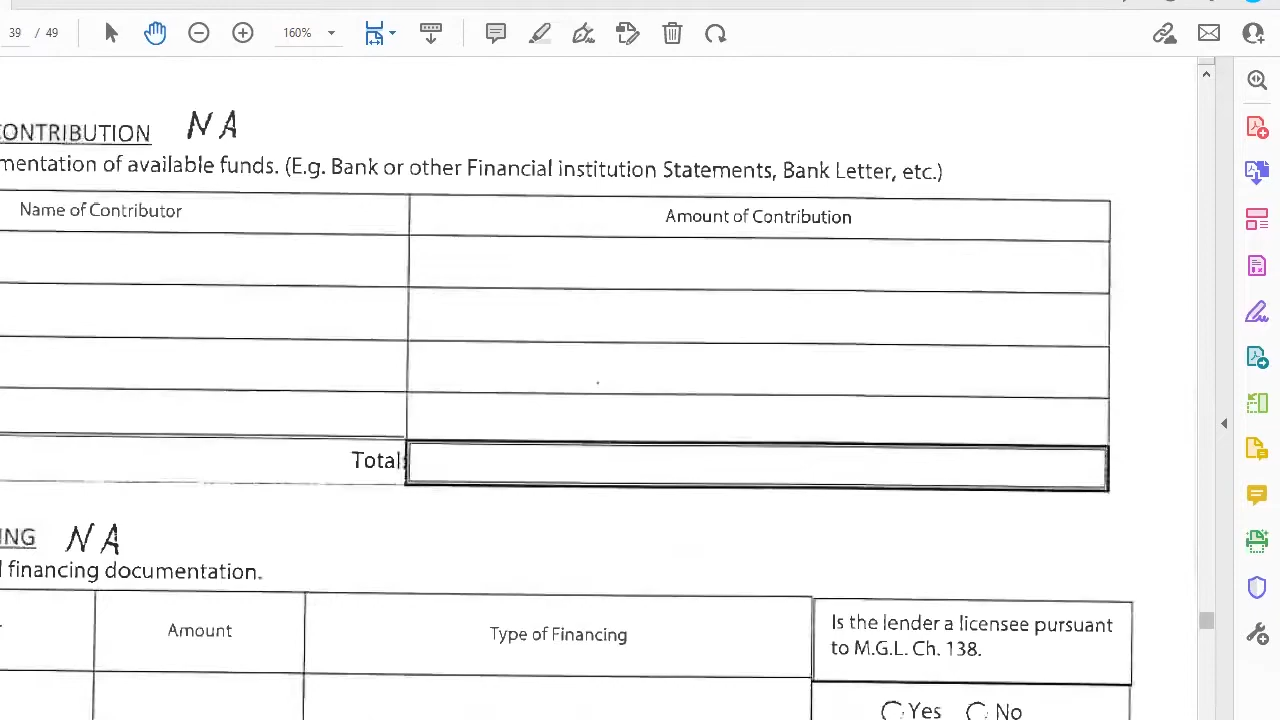 39 / 49
160%
CONTRIBUTION NA
mentation of available funds. (E.g. Bank or other Financial institution Statements, Bank Letter, etc.)
Name of Contributor
Amount of Contribution
Total:
ING NA
financing documentation.
Amount
Type of Financing
Is the lender a licensee pursuant
to M.G.L. Ch. 138.
Yes No